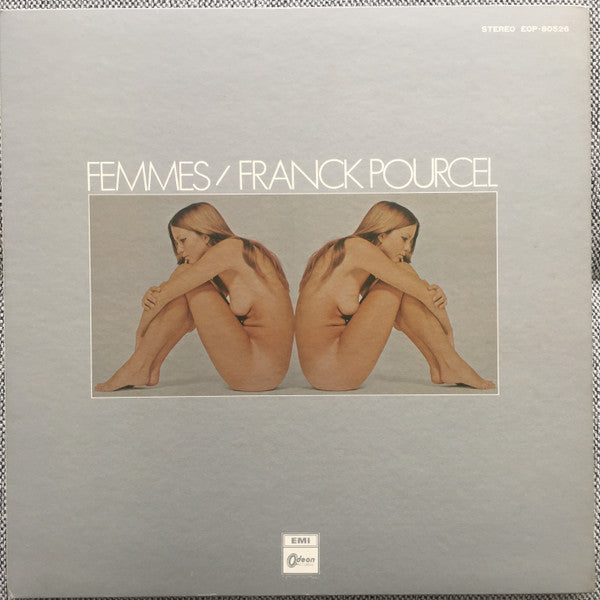 STEREO EOP-80526
FEMMES / FRANCK POURCEL
EMI
Odeon